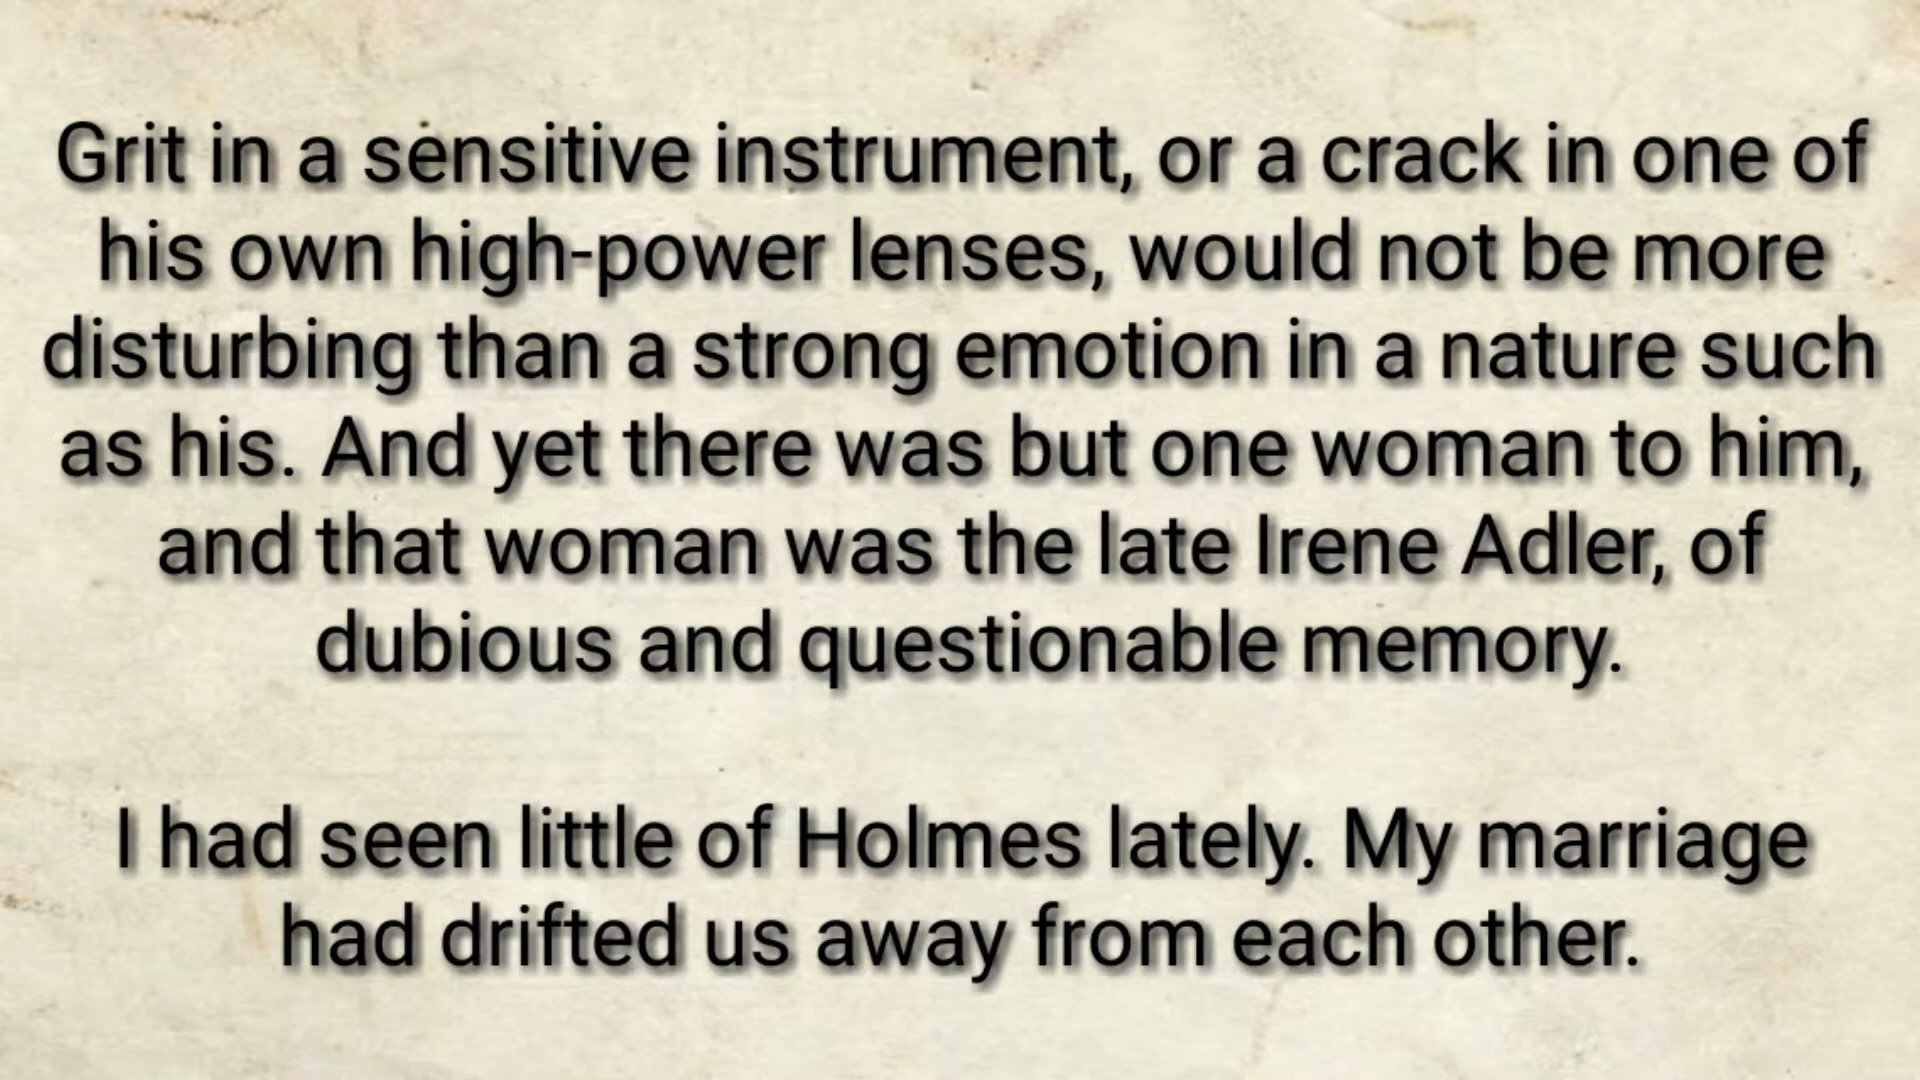 Grit in a sensitive instrument, or a crack in one of
his own high-power lenses, would not be more
disturbing than a strong emotion in a nature such
as his. And yet there was but one woman to him,
and that woman was the late Irene Adler, of
dubious and questionable memory.
I had seen little of Holmes lately. My marriage
had drifted us away from each other.